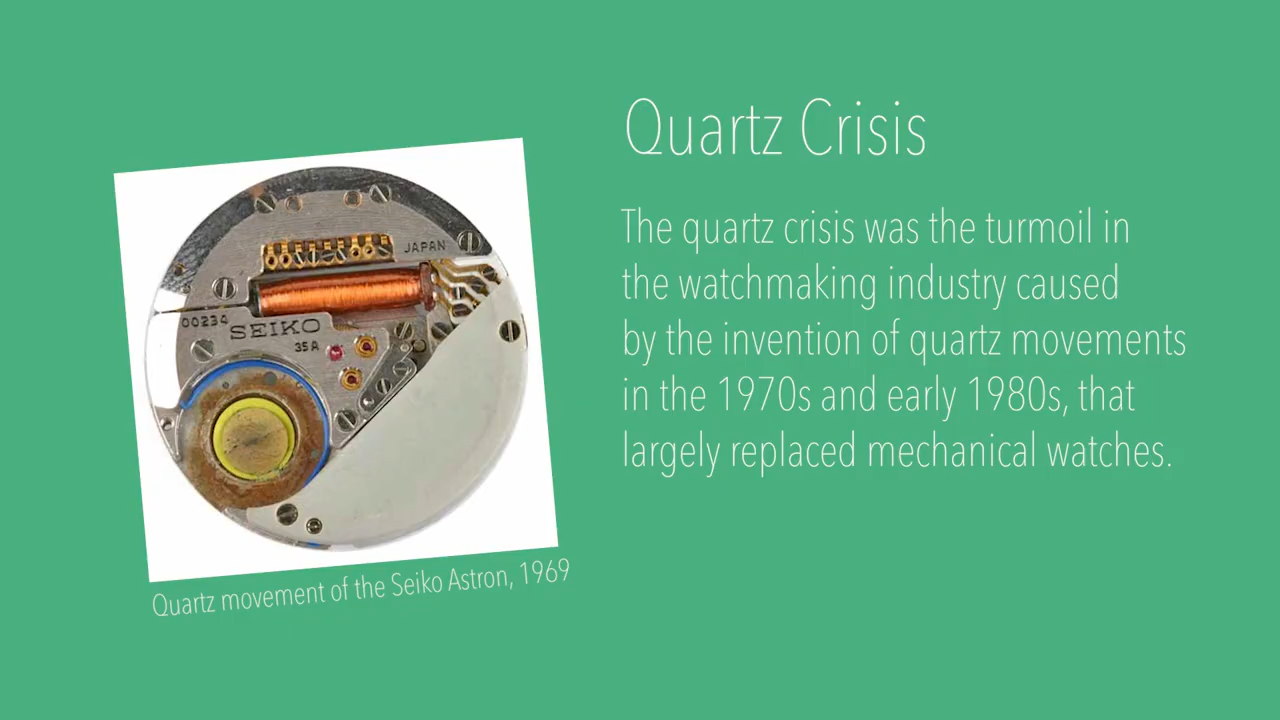 Quartz Crisis
The quartz crisis was the turmoil in
the watchmaking industry caused
by the invention of quartz movements
in the 1970s and early 1980s, that
largely replaced mechanical watches.
JAPAN
00234
SEIKO
35A
Quartz movement of the Seiko Astron, 1969